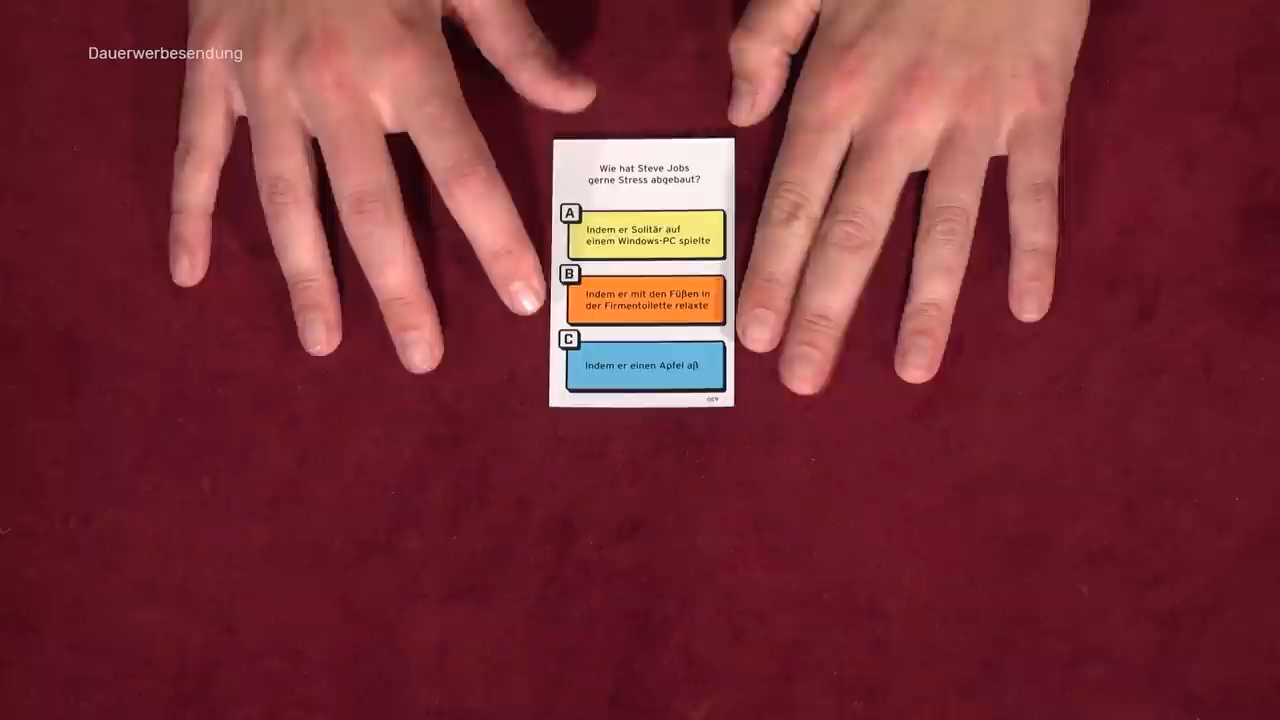 Dauerwerbesendung
Wie hat Steve Jobs
gerne Stress abgebaut?
A
Indem er Solitär auf
einem Windows-PC spielte
B
Indem er mit den Füßen in
der Firmentoilette relaxte
C
Indem er einen Apfel aß